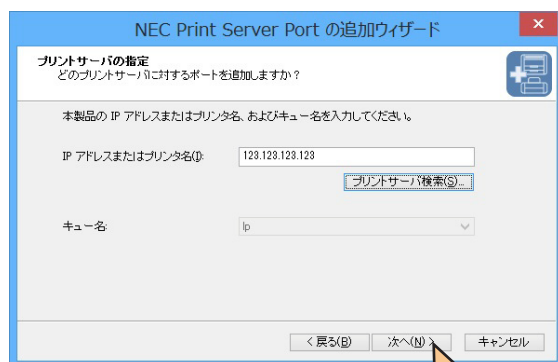 NEC Print Server Port の追加ウィザード
プリントサーバの指定
どのプリントサーバに対するポートを追加しますか?
本製品の IP アドレスまたはプリンタ名、およびキュー名を入力してください。
IP アドレスまたはプリンタ名(I):
123.123.123.123
プリントサーバ検索(S)...
キュー名:
lp
< 戻る(B)
次へ(N) >
キャンセル